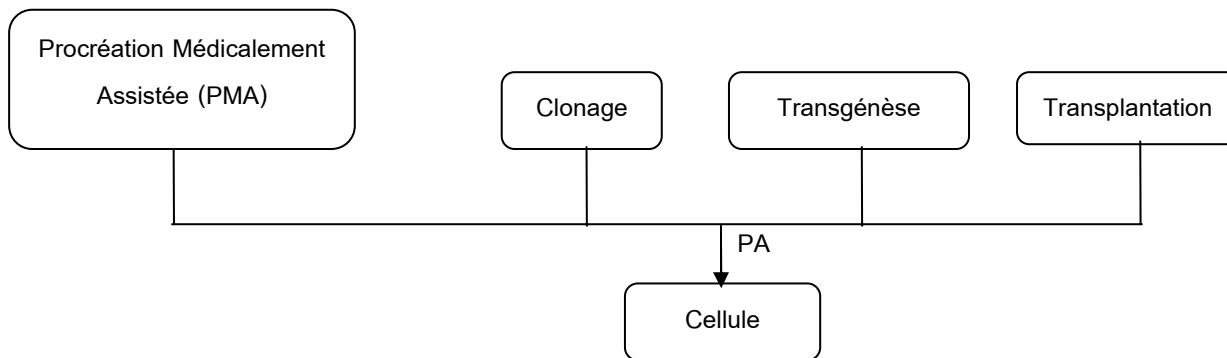 Procréation Médicalement
Assistée (PMA)
Clonage
Transgénèse
Transplantation
PA
Cellule